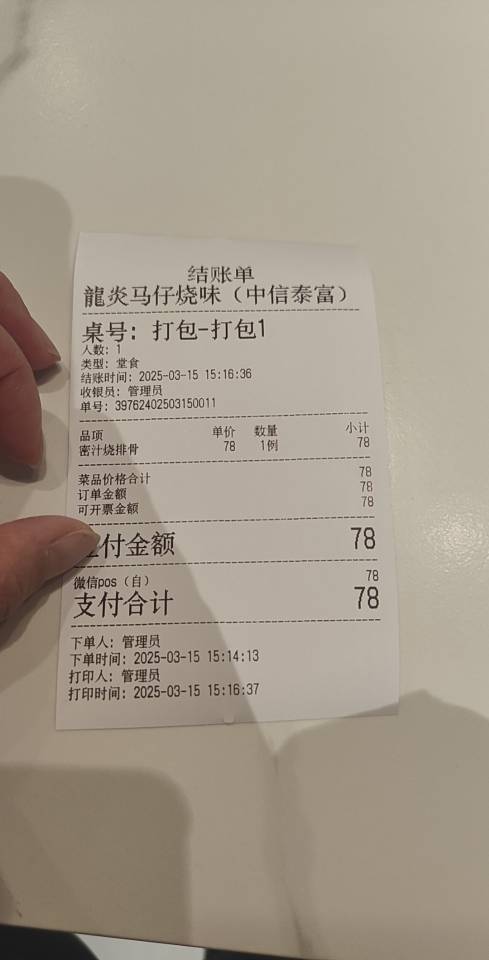 结账单
龍炎马仔烧味（中信泰富）
桌号: 打包-打包1
人数: 1
类型: 堂食
结账时间: 2025-03-15 15:16:36
收银员: 管理员
单号: 39762402503150011
品项 单价 数量 小计
密汁烧排骨 78 1例 78
菜品价格合计 78
订单金额 78
可开票金额 78
付金额 78
微信pos（自） 78
支付合计 78
下单人: 管理员
下单时间: 2025-03-15 15:14:13
打印人: 管理员
打印时间: 2025-03-15 15:16:37